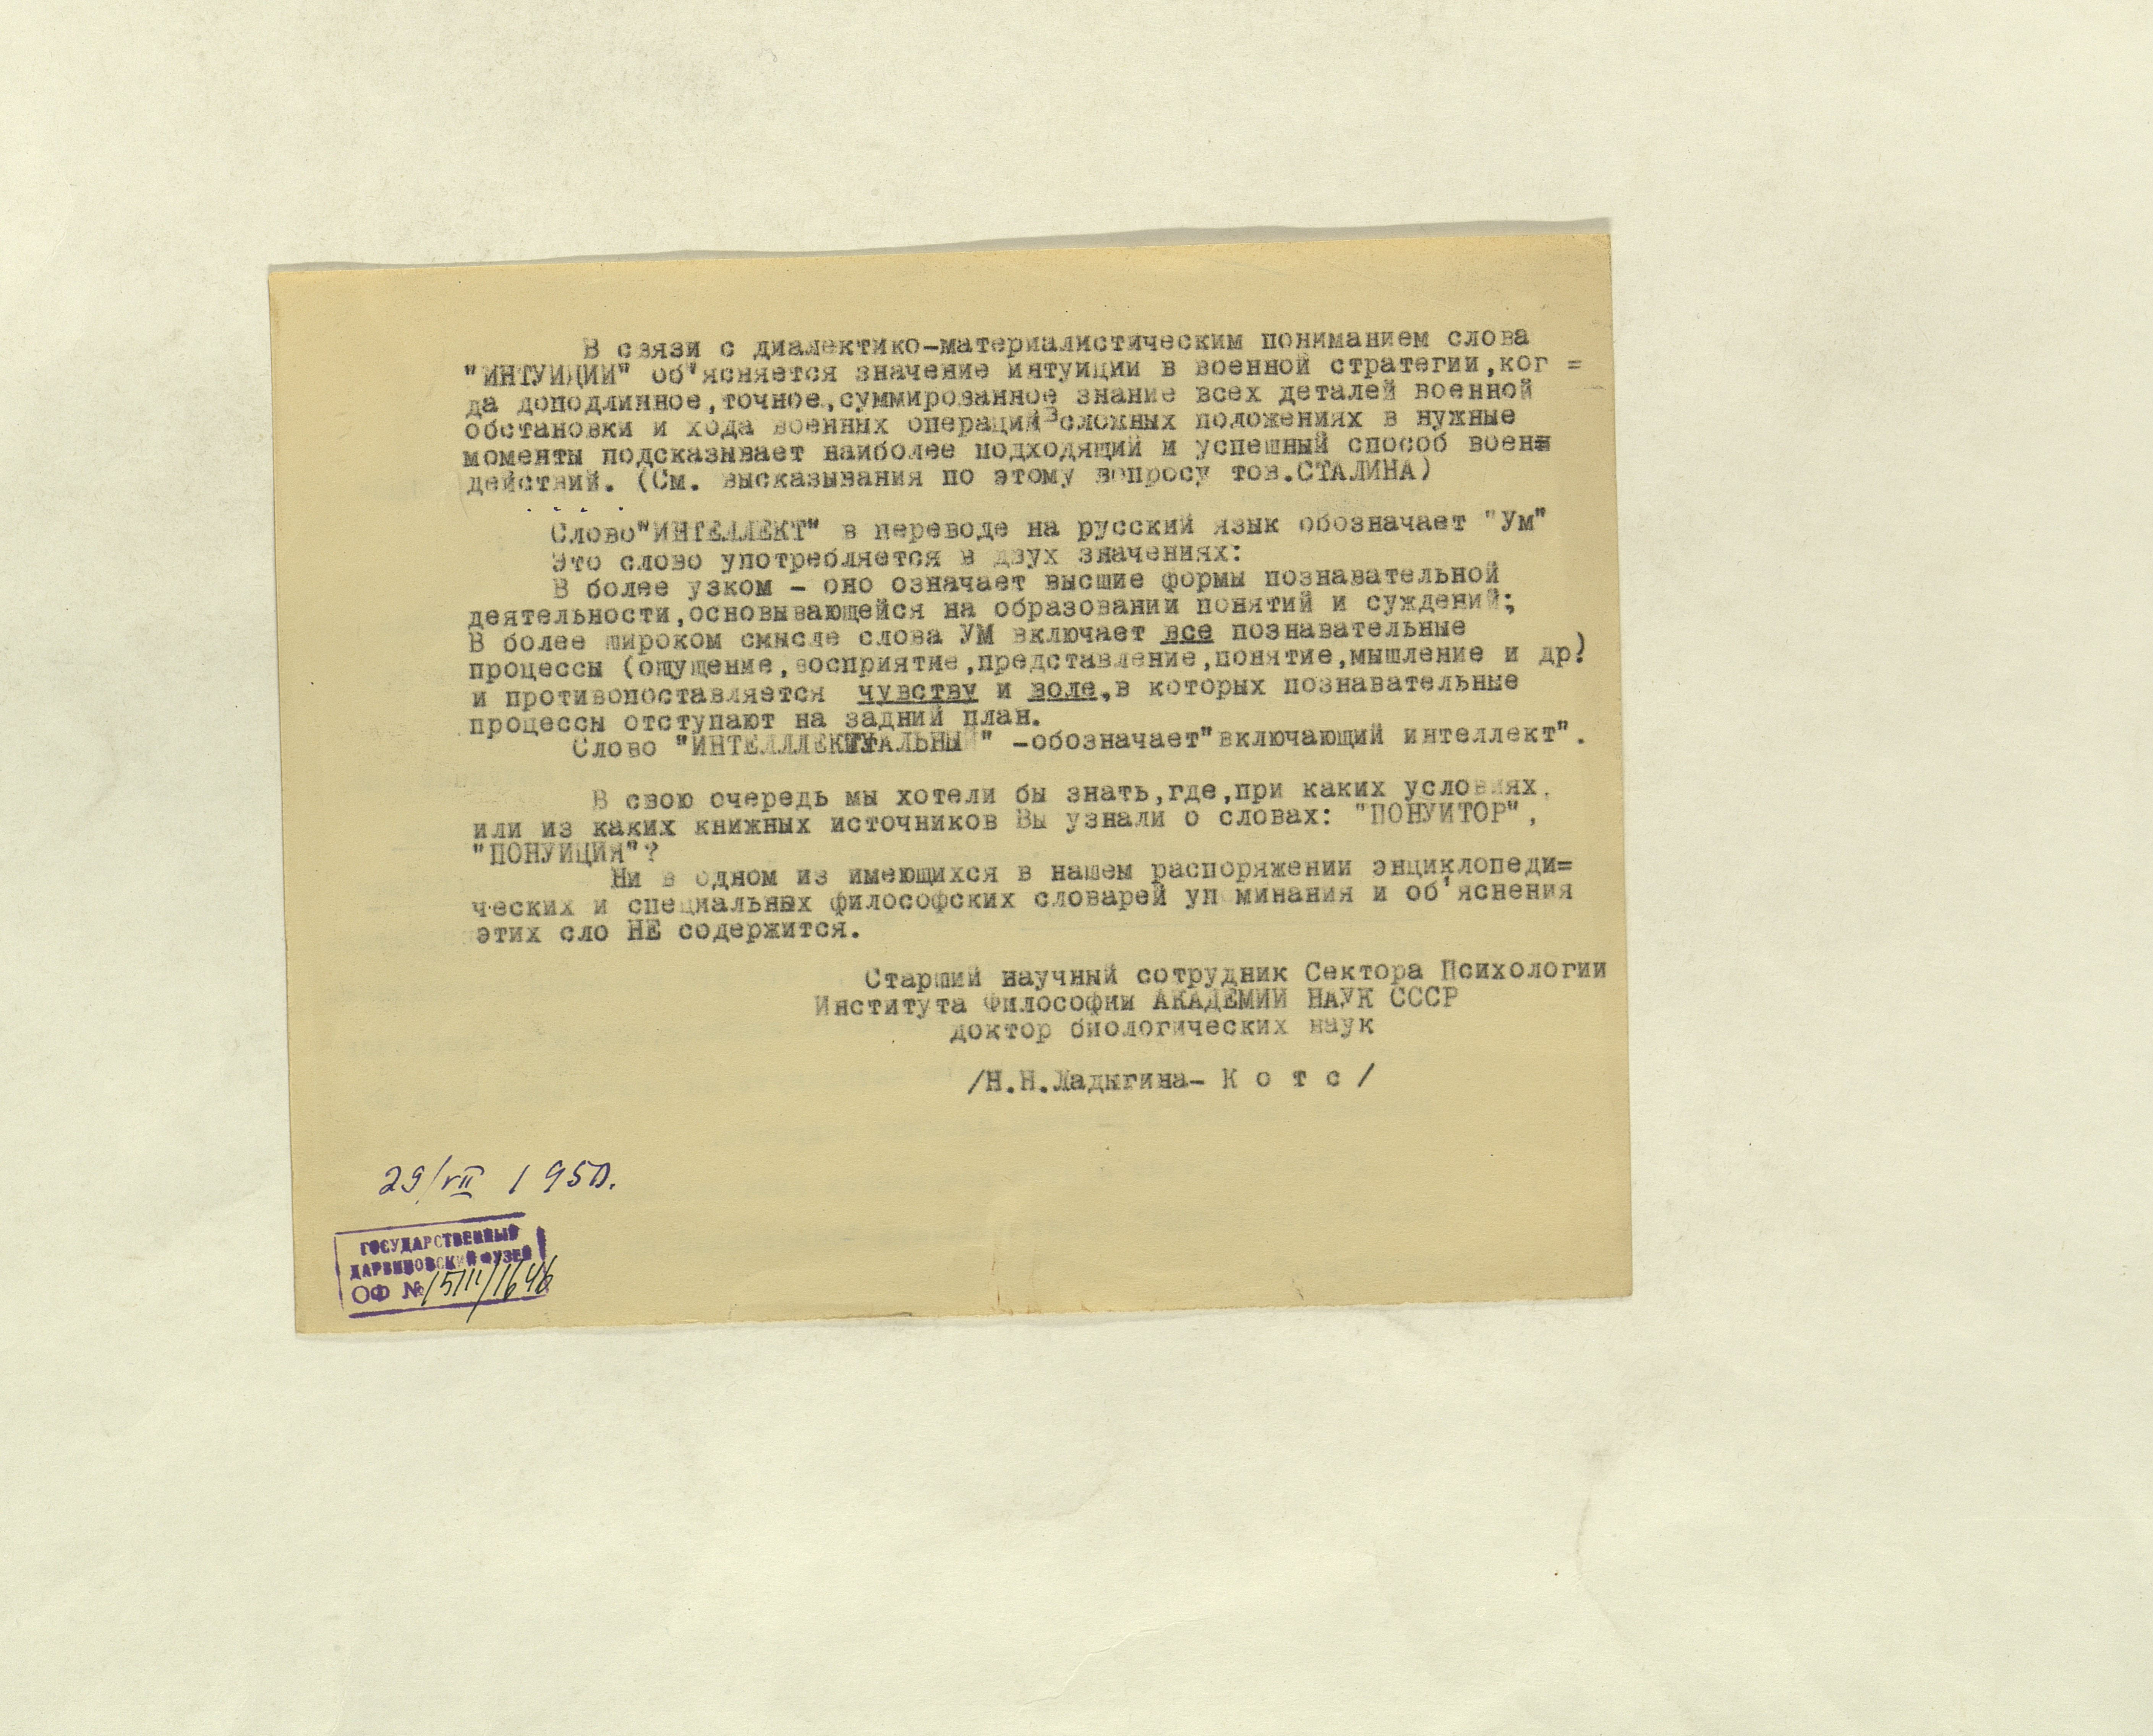 В связи с диалектико-материалистическим пониманием слова
"ИНТУИЦИИ" об'ясняется значение интуиции в военной стратегии,ког =
да доподлинное,точное,суммированное знание всех деталей военной
обстановки и хода военных операций в сложных положениях в нужные
моменты подсказывает наиболее подходящий и успешный способ воен
действий. (См. высказывания по этому вопросу тов.СТАЛИНА)
. . . .
Слово"ИНТЕЛЛЕКТ" в переводе на русский язык обозначает "Ум"
Это слово употребляется в двух значениях:
В более узком - оно означает высшие формы познавательной
деятельности,основывающейся на образовании понятий и суждений;
В более широком смысле слова УМ включает все познавательные
процессы (ощущение,восприятие,представление,понятие,мышление и др.)
и противопоставляется чувству и воле,в которых познавательные
процессы отступают на задний план.
Слово "ИНТЕЛЛЛЕКТУАЛЬНЫЙ" -обозначает"включающий интеллект".
В свою очередь мы хотели бы знать,где,при каких условиях,
или из каких книжных источников Вы узнали о словах: "ПОНУИТОР",
"ПОНУИЦИЯ"?
Ни в одном из имеющихся в нашем распоряжении энциклопеди=
ческих и специальных философских словарей уп минания и об'яснения
этих сло НЕ содержится.
Старший научный сотрудник Сектора Психологии
Института Философии АКАДЕМИИ НАУК СССР
доктор биологических наук
/Н.Н.Ладыгина- К о т с /
29/VII 1950.
ГОСУДАРСТВЕННЫЙ
ДАРВИНОВСКИЙ МУЗЕЙ
ОФ №